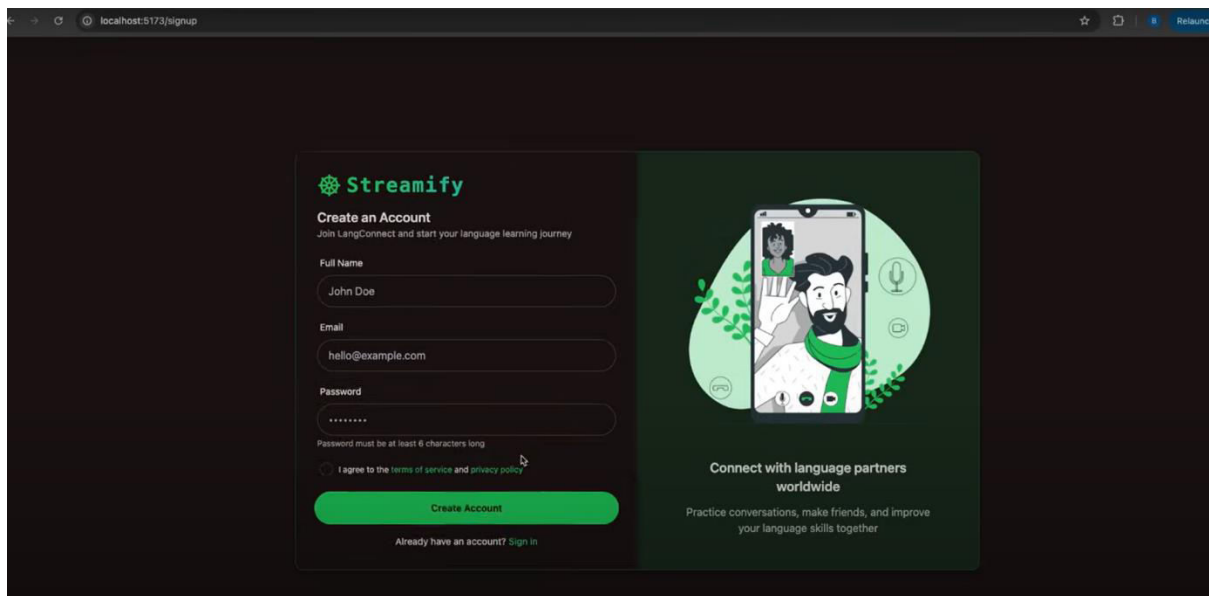 localhost:5173/signup
B
Relaunc
Streamify
Create an Account
Join LangConnect and start your language learning journey
Full Name
John Doe
Email
hello@example.com
Password
Password must be at least 6 characters long
I agree to the terms of service and privacy policy
Create Account
Already have an account? Sign in
Connect with language partners
worldwide
Practice conversations, make friends, and improve
your language skills together